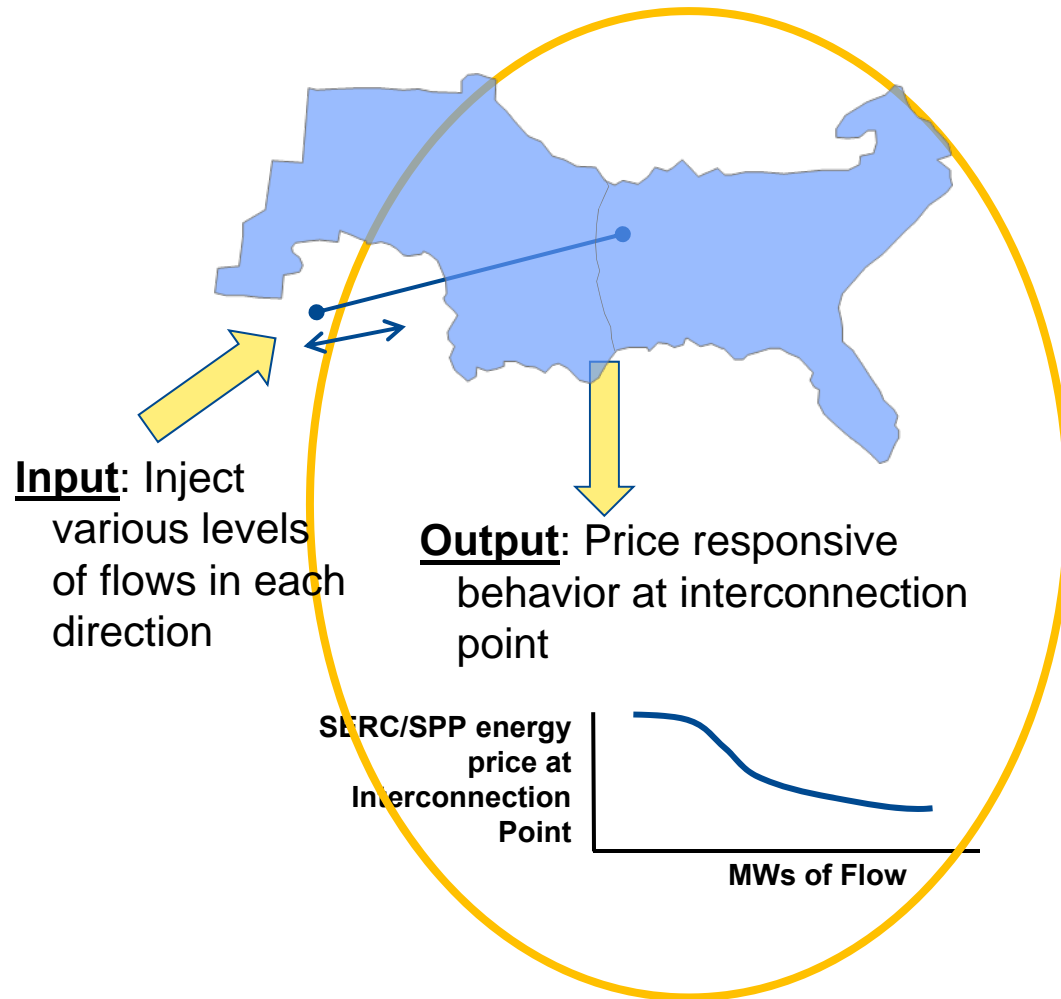 Input: Inject
various levels
of flows in each
direction
Output: Price responsive
behavior at interconnection
point
SERC/SPP energy
price at
Interconnection
Point
MWs of Flow